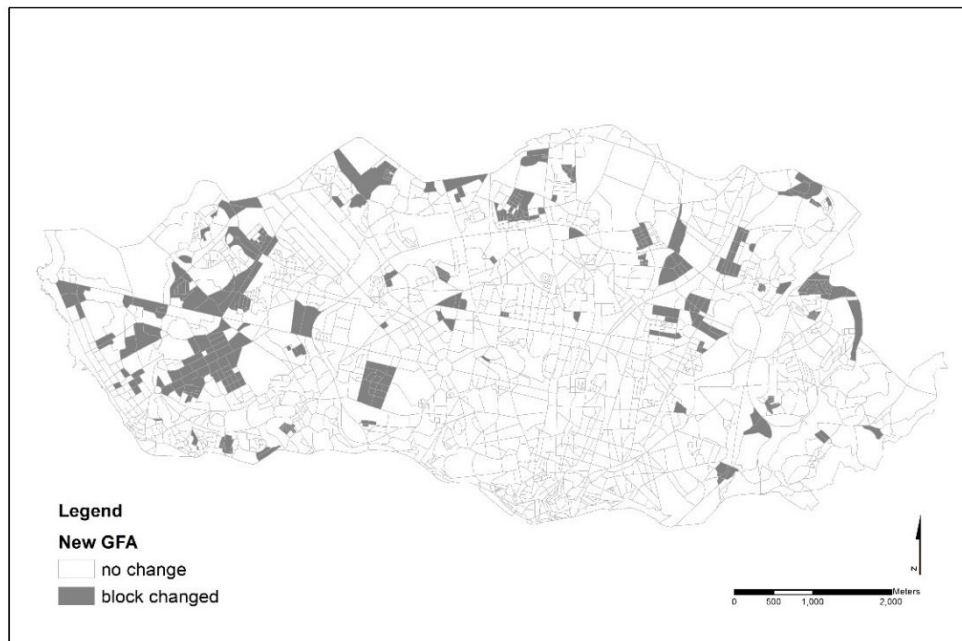 Legend
New GFA
no change
block changed
N
Meters
0 500 1,000 2,000